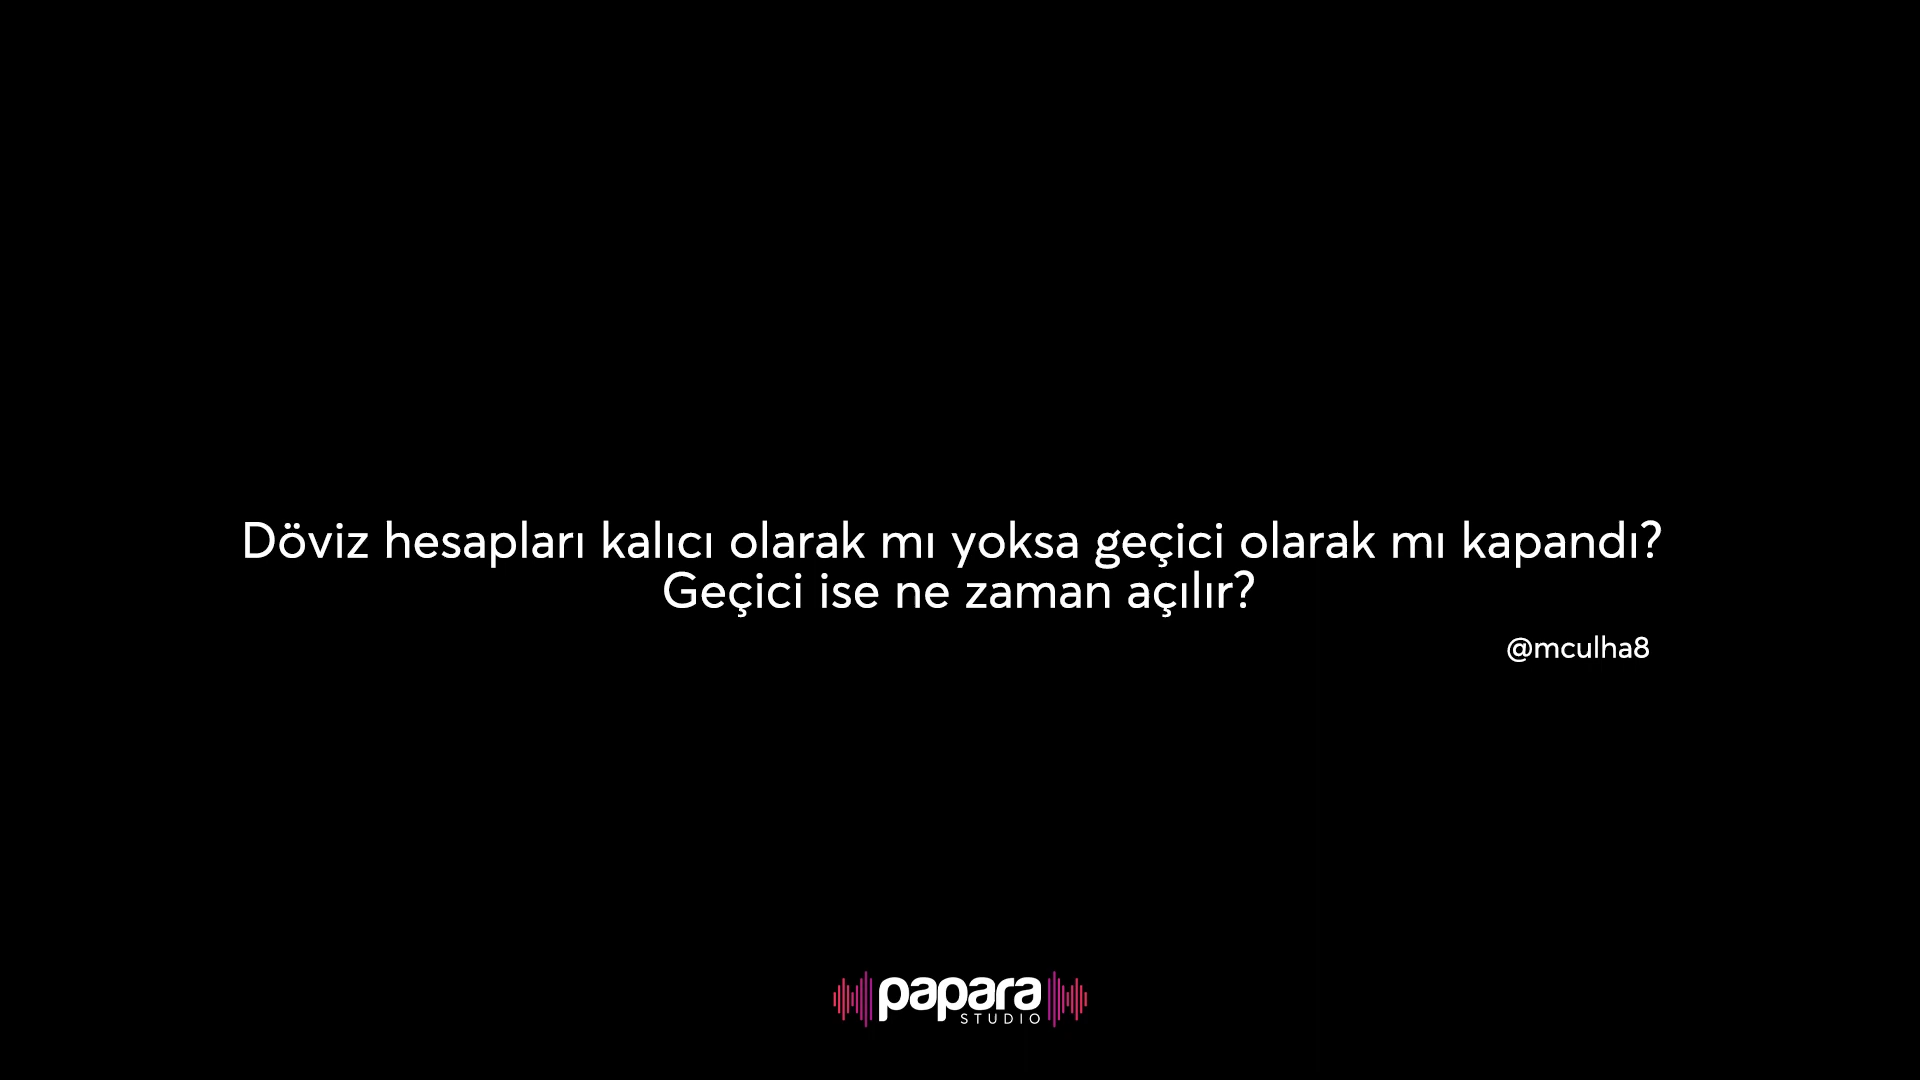 Döviz hesapları kalıcı olarak mı yoksa geçici olarak mı kapandı?
Geçici ise ne zaman açılır?
@mculha8
papara
STUDIO